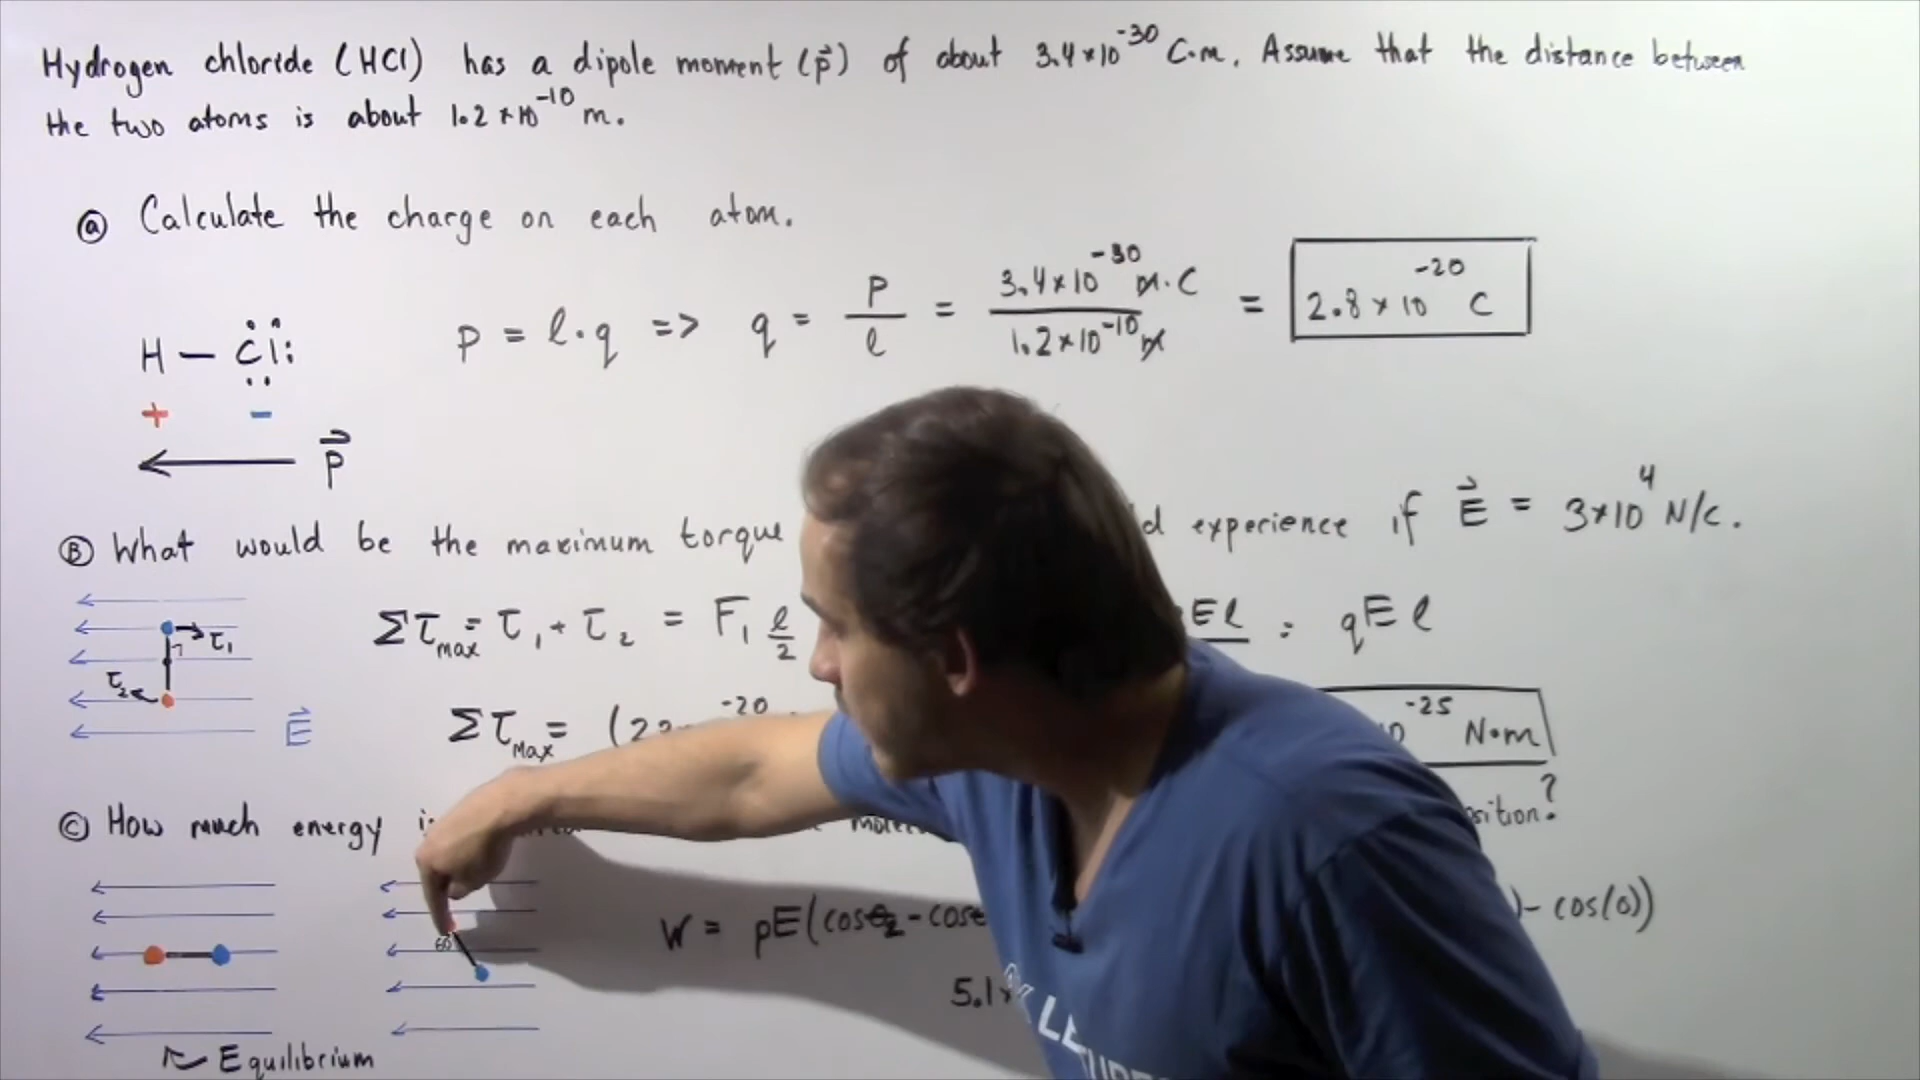 Hydrogen chloride (HCl) has a dipole moment (p⃗) of about 3.4×10⁻³⁰ C·m. Assume that the distance between
the two atoms is about 1.2×10⁻¹⁰ m.
ⓐ Calculate the charge on each atom.
H — Cl:
+ −
p⃗
p = l·q => q = p/l = 3.4×10⁻³⁰ m·C / 1.2×10⁻¹⁰ m = 2.8×10⁻²⁰ C
Ⓑ What would be the maximum torque experience if E⃗ = 3×10⁴ N/C.
τ₁
τ₂
E⃗
Στmax = τ₁ + τ₂ = F₁ l/2 El = qEl
Στmax = ( ⁻²⁰ ⁻²⁵ N·m
Ⓒ How much energy ?
60°
W = pE(cosθ₂ - cos ) - cos(0))
5.1×
Equilibrium
LE